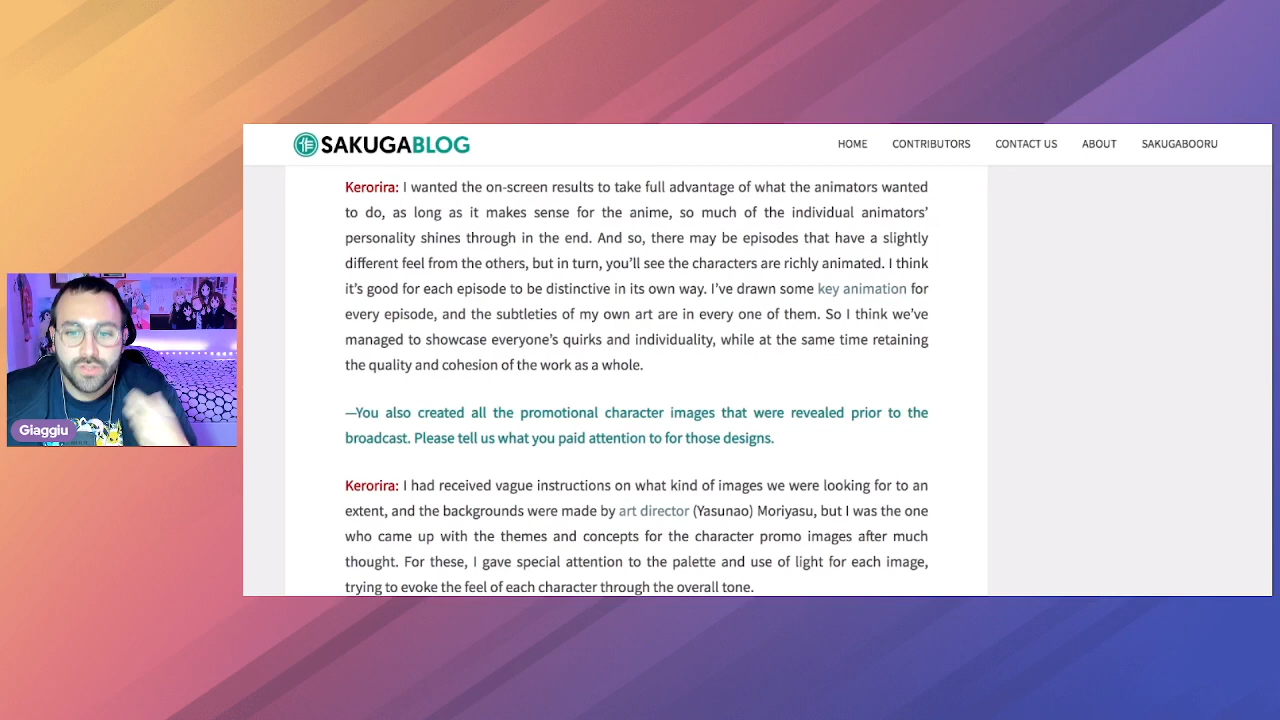 SAKUGABLOG
HOME CONTRIBUTORS CONTACT US ABOUT SAKUGABOORU
Kerorira: I wanted the on-screen results to take full advantage of what the animators wanted
to do, as long as it makes sense for the anime, so much of the individual animators’
personality shines through in the end. And so, there may be episodes that have a slightly
different feel from the others, but in turn, you’ll see the characters are richly animated. I think
it’s good for each episode to be distinctive in its own way. I’ve drawn some key animation for
every episode, and the subtleties of my own art are in every one of them. So I think we’ve
managed to showcase everyone’s quirks and individuality, while at the same time retaining
the quality and cohesion of the work as a whole.
—You also created all the promotional character images that were revealed prior to the
broadcast. Please tell us what you paid attention to for those designs.
Kerorira: I had received vague instructions on what kind of images we were looking for to an
extent, and the backgrounds were made by art director (Yasunao) Moriyasu, but I was the one
who came up with the themes and concepts for the character promo images after much
thought. For these, I gave special attention to the palette and use of light for each image,
trying to evoke the feel of each character through the overall tone.
Giaggiu